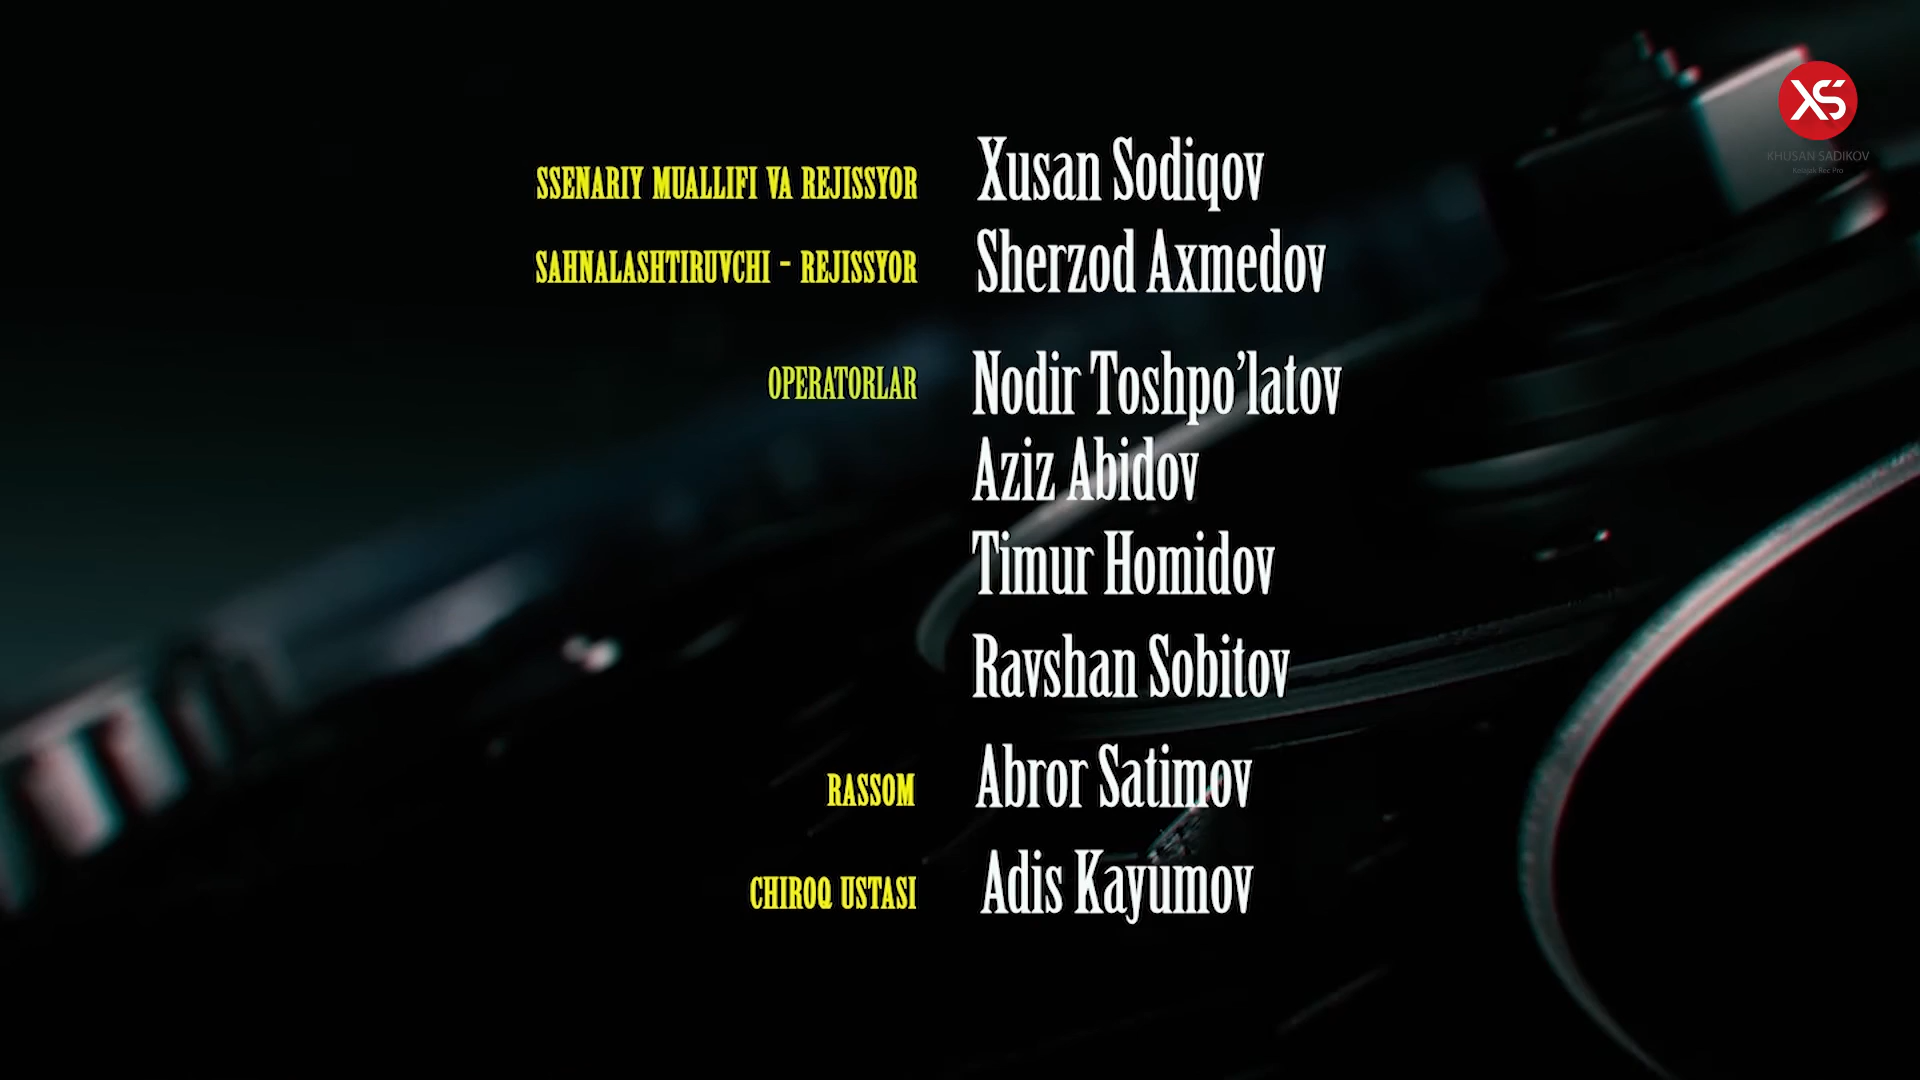 XS
KHUSAN SADIKOV
SSENARIY MUALLIFI VA REJISSYOR Xusan Sodiqov
SAHNALASHTIRUVCHI - REJISSYOR Sherzod Axmedov
OPERATORLAR Nodir Toshpo’latov
Aziz Abidov
Timur Homidov
Ravshan Sobitov
RASSOM Abror Satimov
CHIROQ USTASI Adis Kayumov